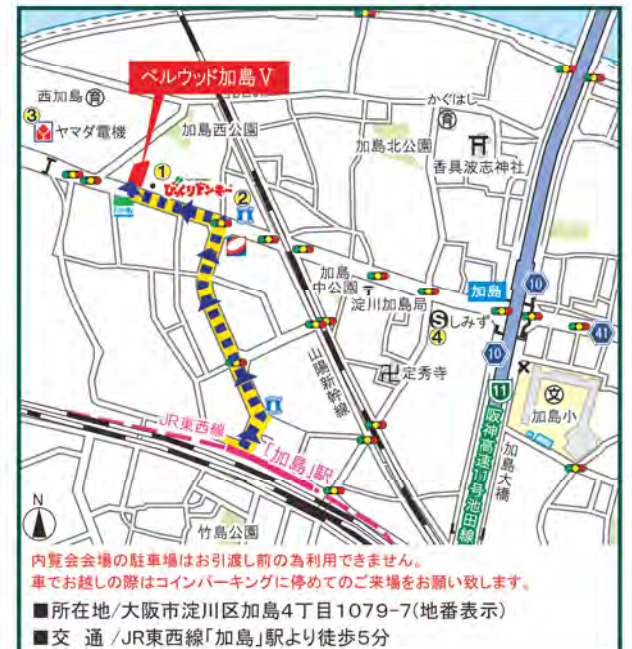 ベルウッド加島Ⅴ
西加島
育
③
ヤマダ電機
加島西公園
かぐはし
育
加島北公園
香具波志神社
①
びっくりドンキー
②
加島
中公園
〒
淀川加島局
加島
10
Ⓢしみず
④
41
10
山陽新幹線
卍定秀寺
文
加島小
11
阪神高速11号池田線
加島大橋
JR東西線
「加島」駅
N
竹島公園
内覧会会場の駐車場はお引渡し前の為利用できません。
車でお越しの際はコインパーキングに停めてのご来場をお願い致します。
■所在地/大阪市淀川区加島4丁目1079-7(地番表示)
■交 通/JR東西線「加島」駅より徒歩5分